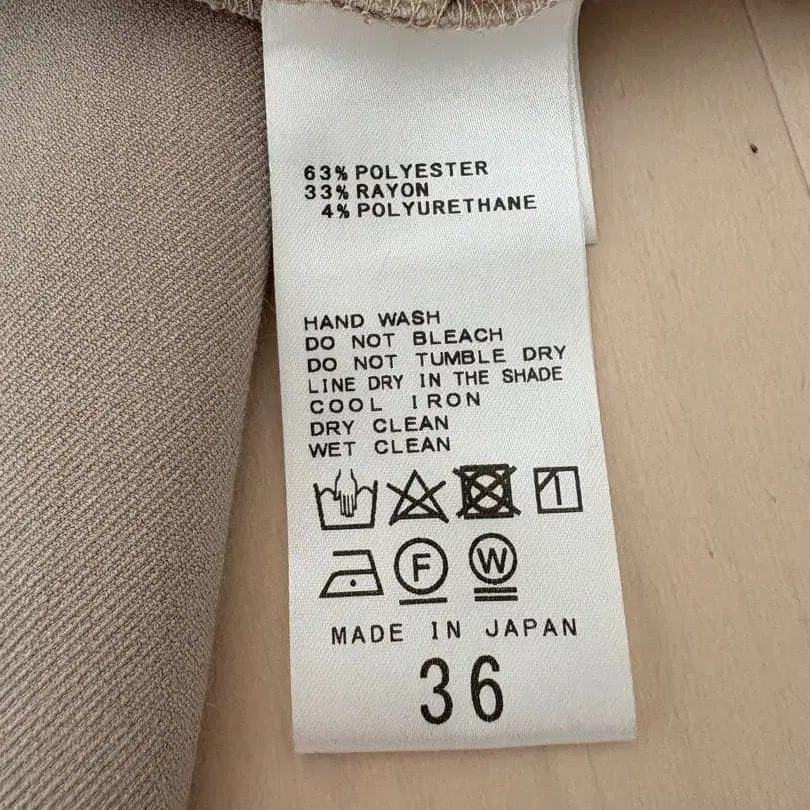 63% POLYESTER
33% RAYON
4% POLYURETHANE
HAND WASH
DO NOT BLEACH
DO NOT TUMBLE DRY
LINE DRY IN THE SHADE
COOL IRON
DRY CLEAN
WET CLEAN
F W
MADE IN JAPAN
36